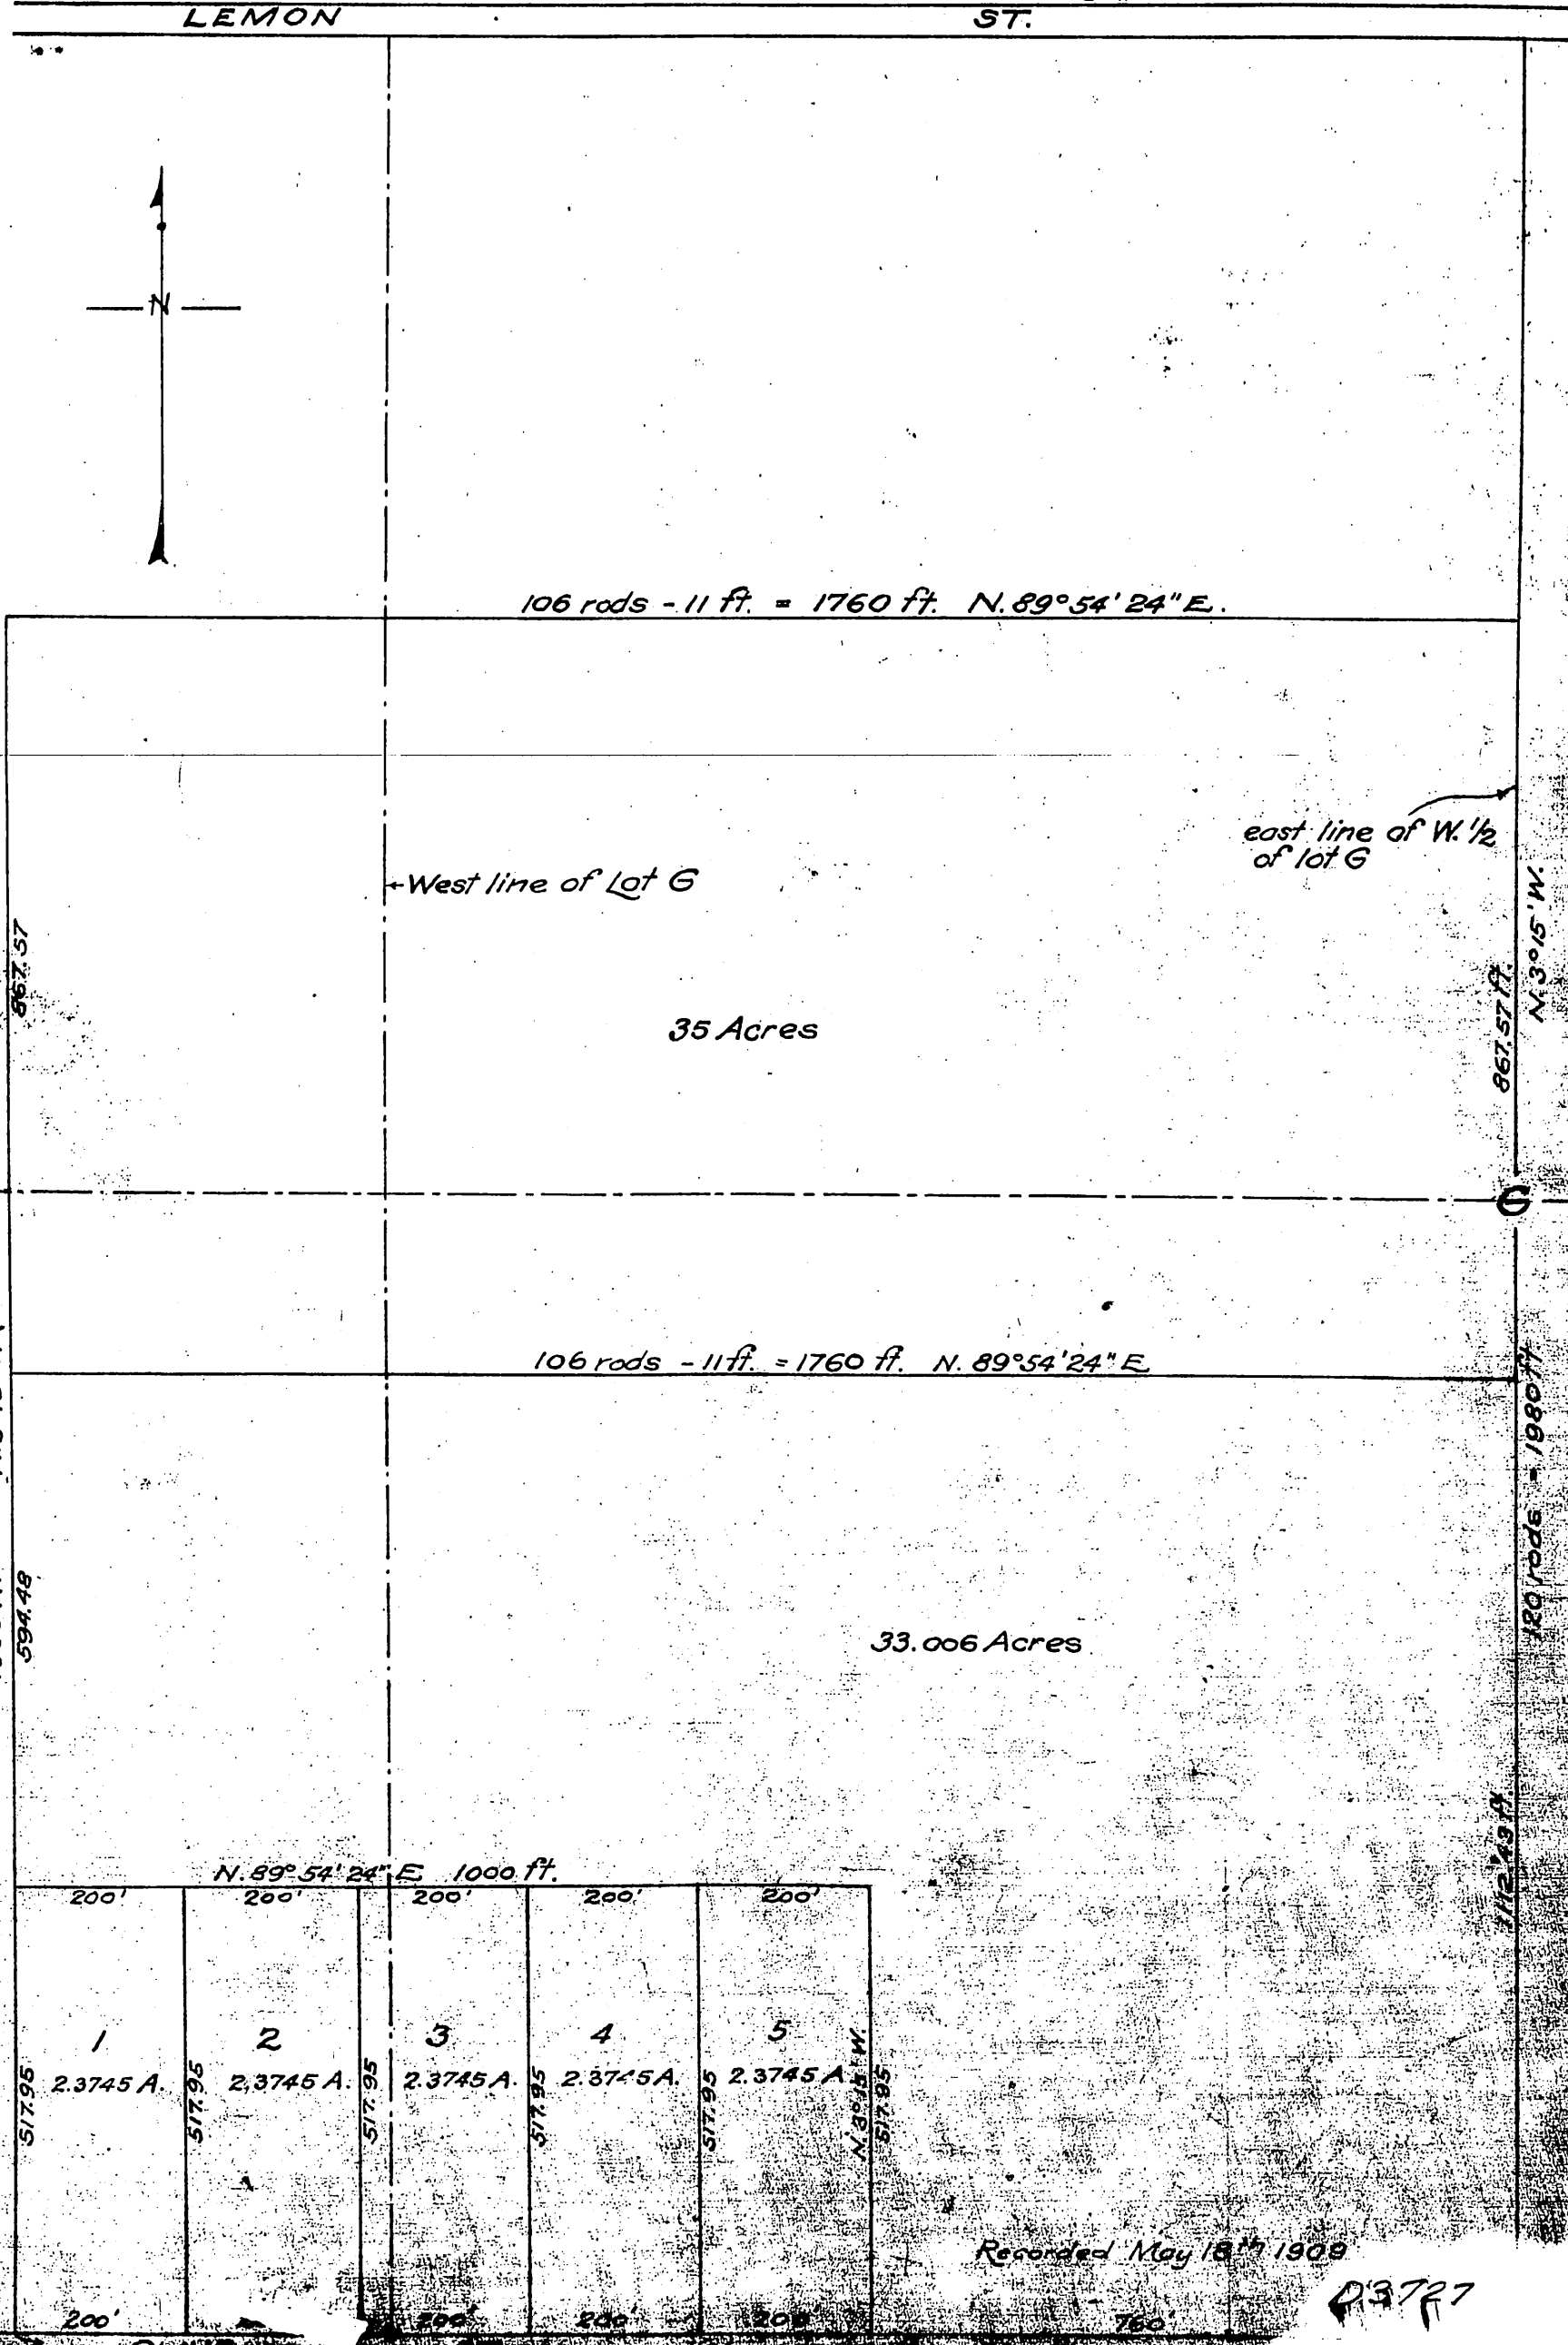 LEMON ST.
N
106 rods - 11 ft. = 1760 ft. N. 89° 54' 24" E.
east line of W. 1/2
of lot G
West line of Lot G
867.57
867.57 ft.
N. 3° 15' W.
35 Acres
G
106 rods - 11 ft. = 1760 ft. N. 89° 54' 24" E.
120 rods = 1980 ft
594.48
33.006 Acres
1112.43 ft.
N. 89° 54' 24" E. 1000 ft.
200' 200' 200' 200' 200'
1 2 3 4 5
2.3745 A. 2,3745 A. 2.3745 A. 2.3745 A. 2.3745 A.
517.95 517.95 517.95 517.95 517.95 N. 3° 15' W. 517.95
Recorded May 18th 1909
03727
200' 200' 200' 200' 760'